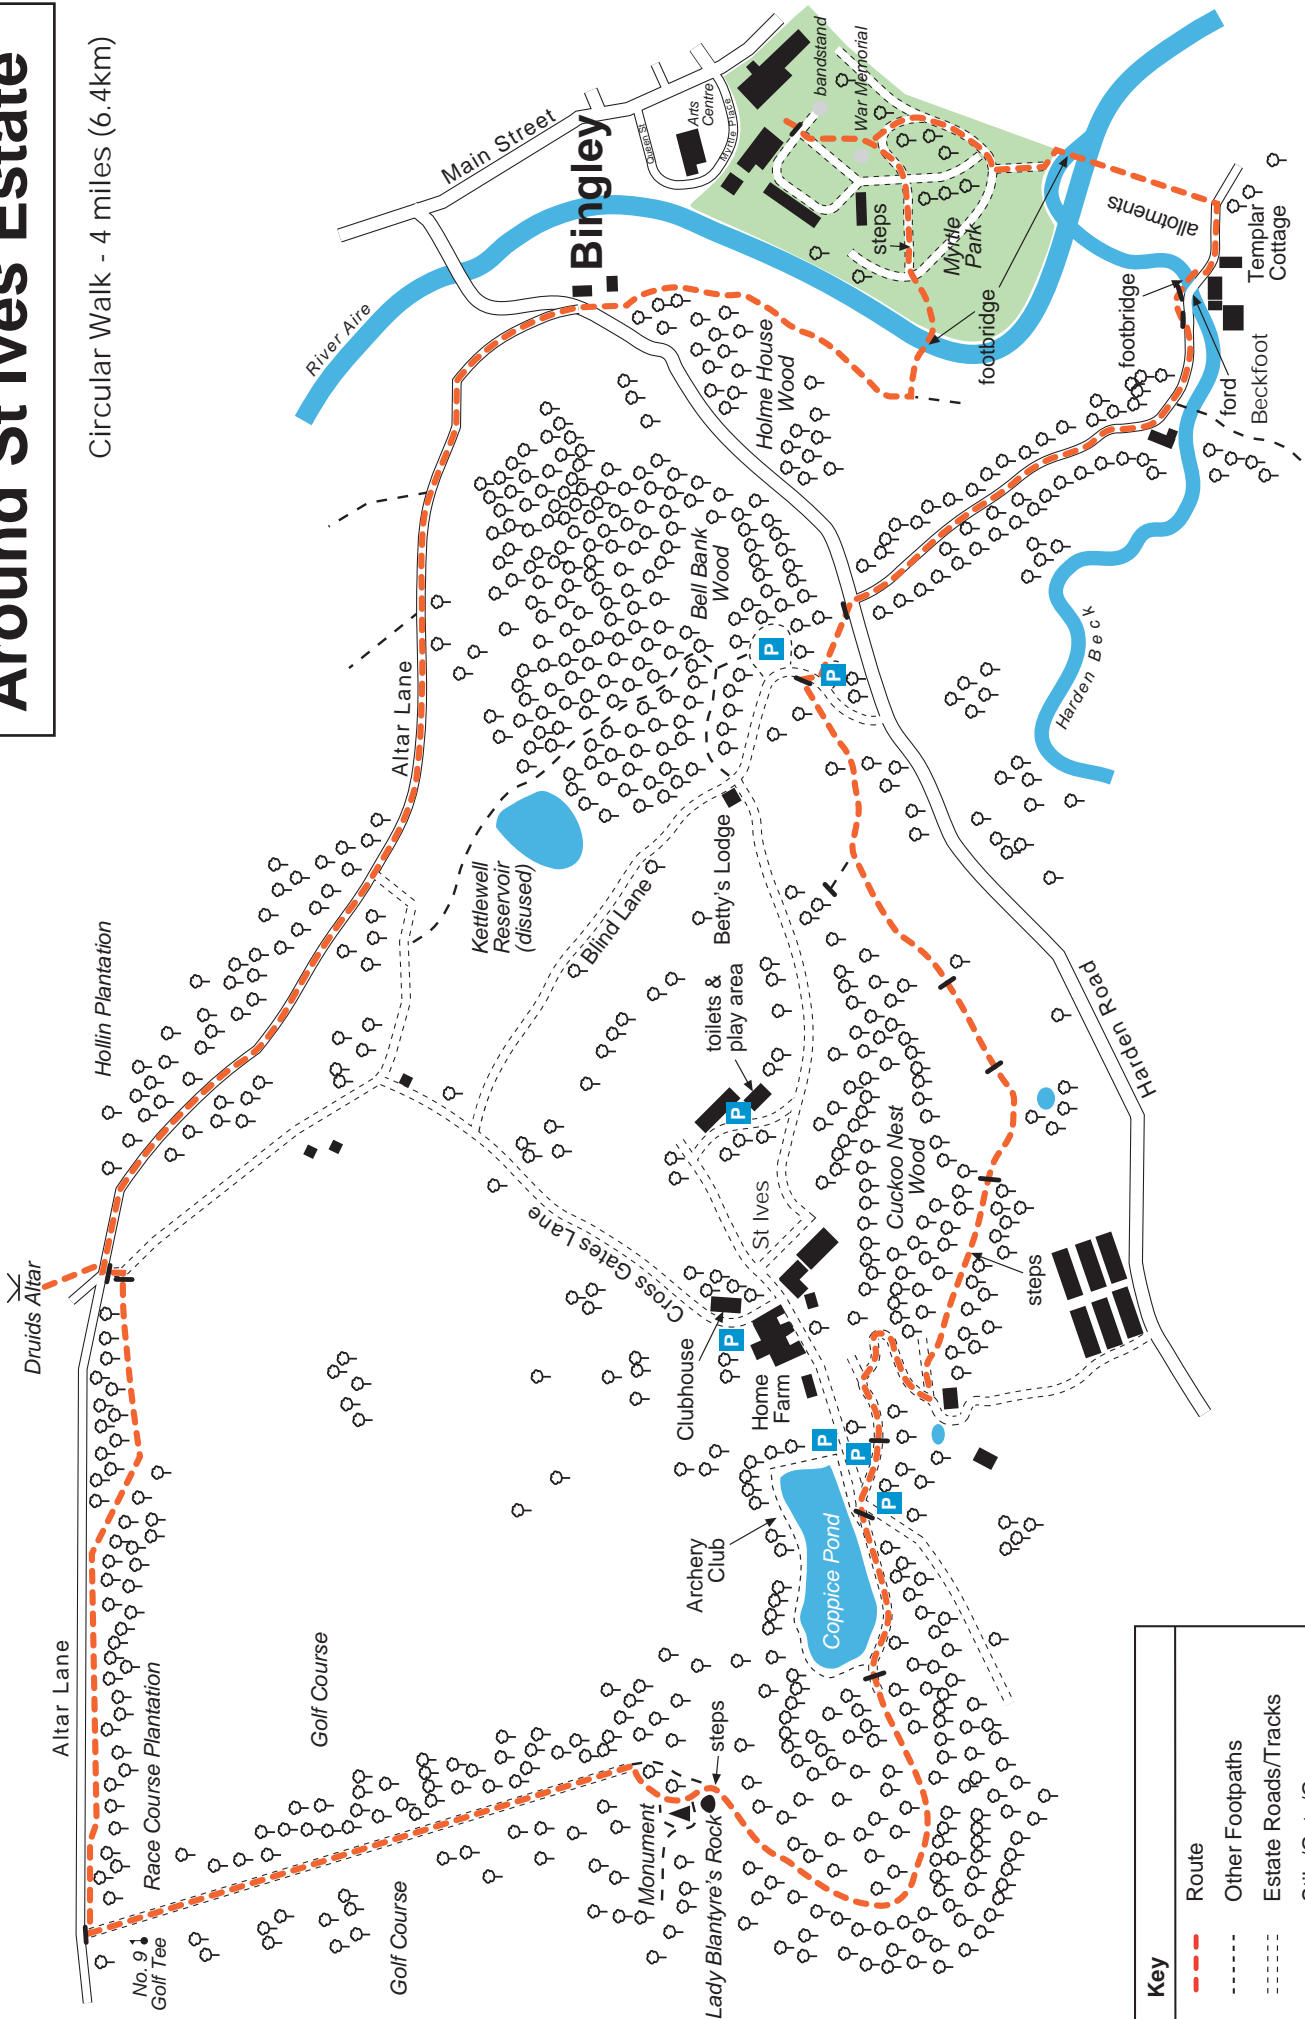 Around St Ives Estate
Circular Walk - 4 miles (6.4km)
Main Street
Bingley
River Aire
Queen St
Arts
Centre
Myrtle Place
bandstand
War Memorial
steps
Myrtle
Park
footbridge
allotments
Templar
Cottage
footbridge
ford
Beckfoot
Holme House
Wood
Bell Bank
Wood
P
P
Harden Beck
Altar Lane
Kettlewell
Reservoir
(disused)
Blind Lane
Betty's Lodge
toilets &
play area
P
Hollin Plantation
Harden Road
Cuckoo Nest
Wood
St Ives
Cross Gates Lane
steps
Druids Altar
Clubhouse
P
Home
Farm
P
P
P
Archery
Club
Coppice Pond
Altar Lane
Race Course Plantation
Golf Course
Golf Course
No. 9
Golf Tee
Monument
steps
Lady Blantyre's Rock
Key
Route
Other Footpaths
Estate Roads/Tracks